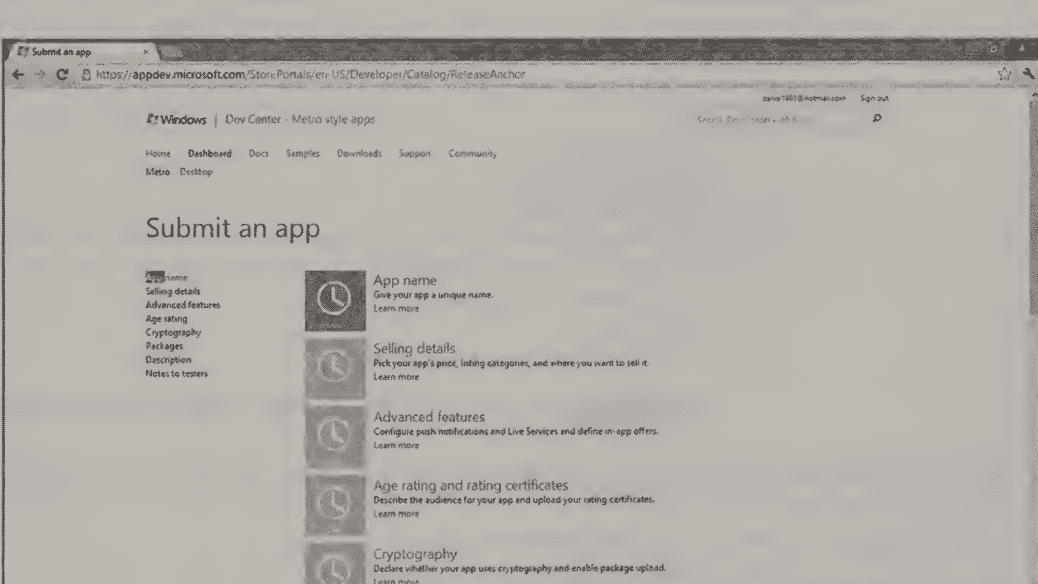 Submit an app
https://appdev.microsoft.com/StorePortals/en-US/Developer/Catalog/ReleaseAnchor
Sign out
Windows | Dev Center - Metro style apps
Home Dashboard Docs Samples Downloads Support Community
Metro Desktop
Submit an app
App name
Selling details
Advanced features
Age rating
Cryptography
Packages
Description
Notes to testers
App name
Give your app a unique name.
Learn more
Selling details
Pick your app's price, listing categories, and where you want to sell it.
Learn more
Advanced features
Configure push notifications and Live Services and define in-app offers.
Learn more
Age rating and rating certificates
Describe the audience for your app and upload your rating certificates.
Learn more
Cryptography
Declare whether your app uses cryptography and enable package upload.
Learn more